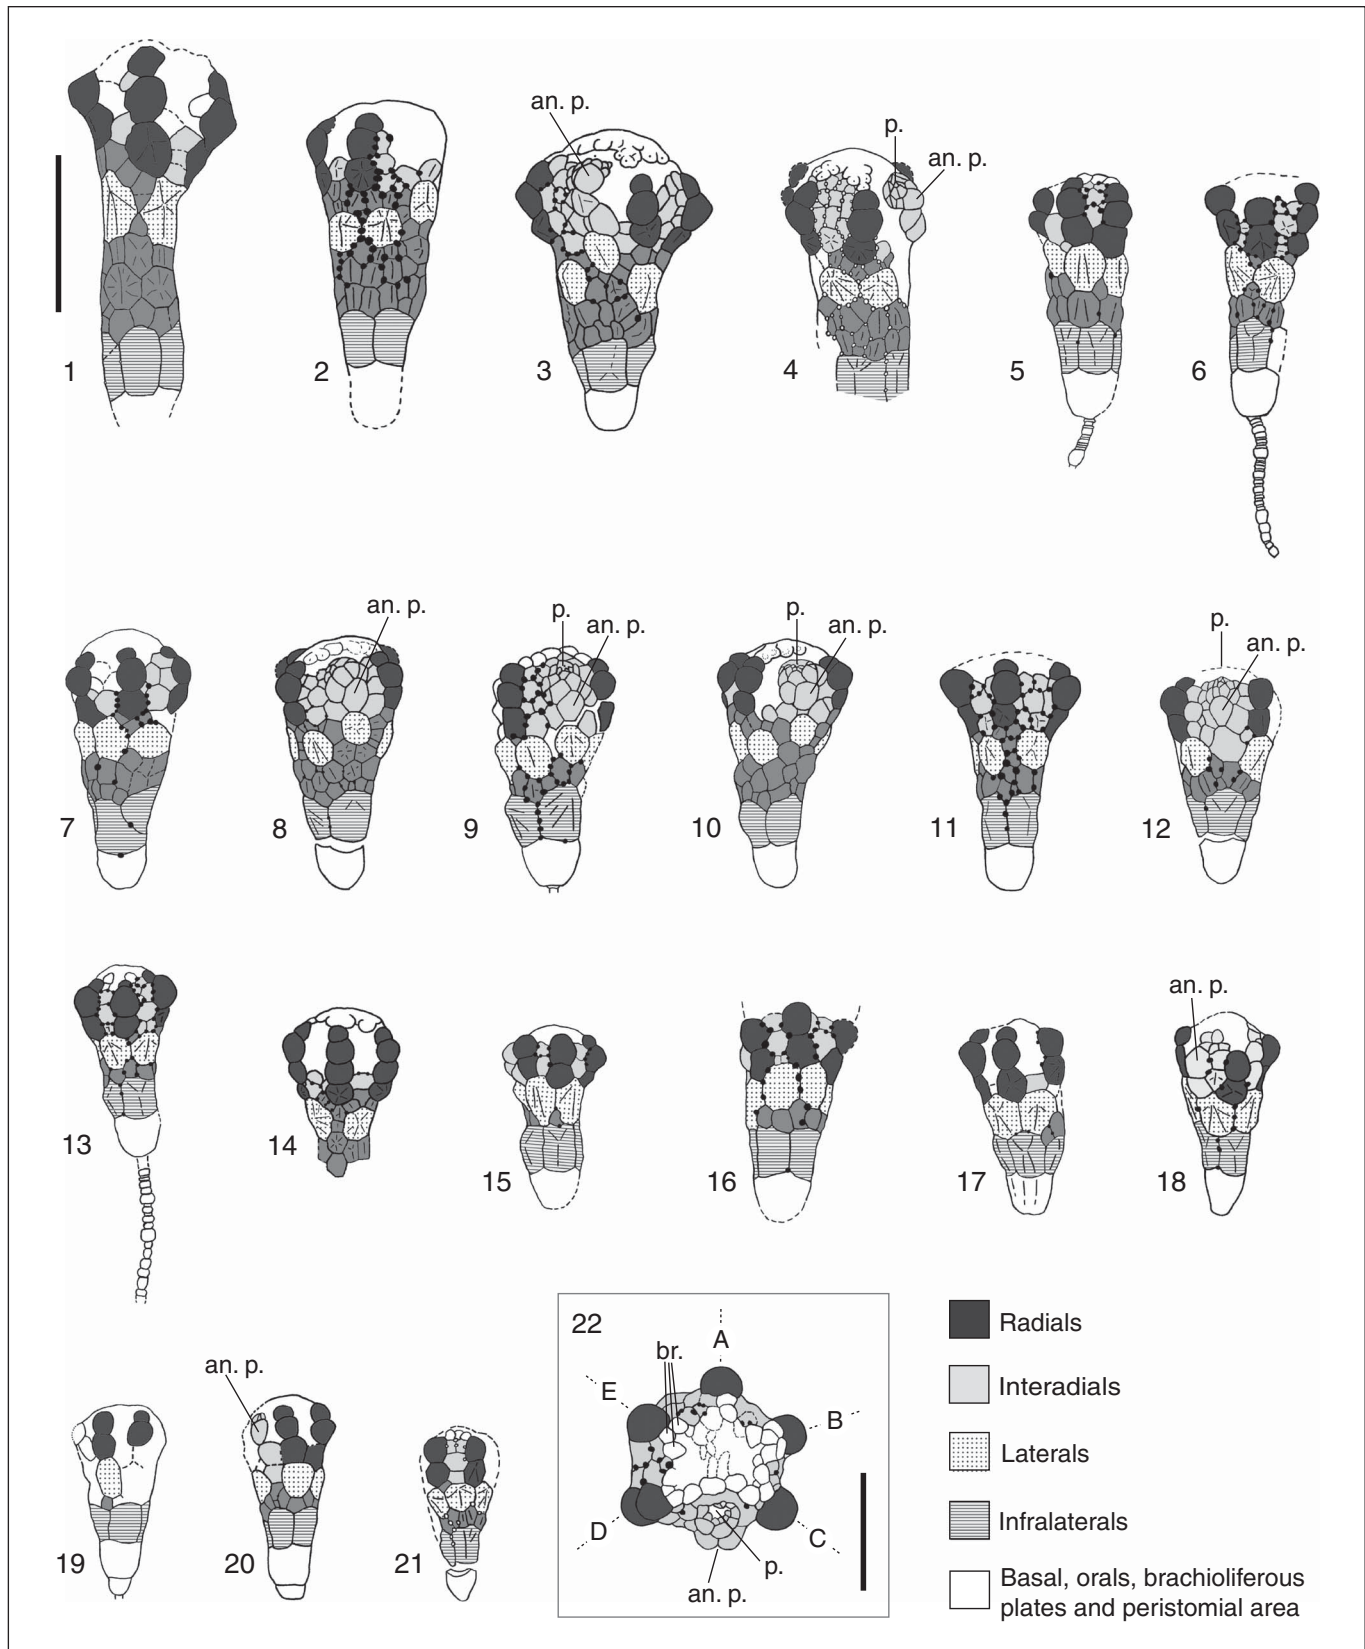 an. p.
p.
an. p.
1
2
3
4
5
6
an. p.
p.
an. p.
p.
an. p.
p.
an. p.
7
8
9
10
11
12
an. p.
13
14
15
16
17
18
22
A
br.
E
B
D
C
p.
an. p.
an. p.
19
20
21
Radials
Interadials
Laterals
Infralaterals
Basal, orals, brachioliferous
plates and peristomial area